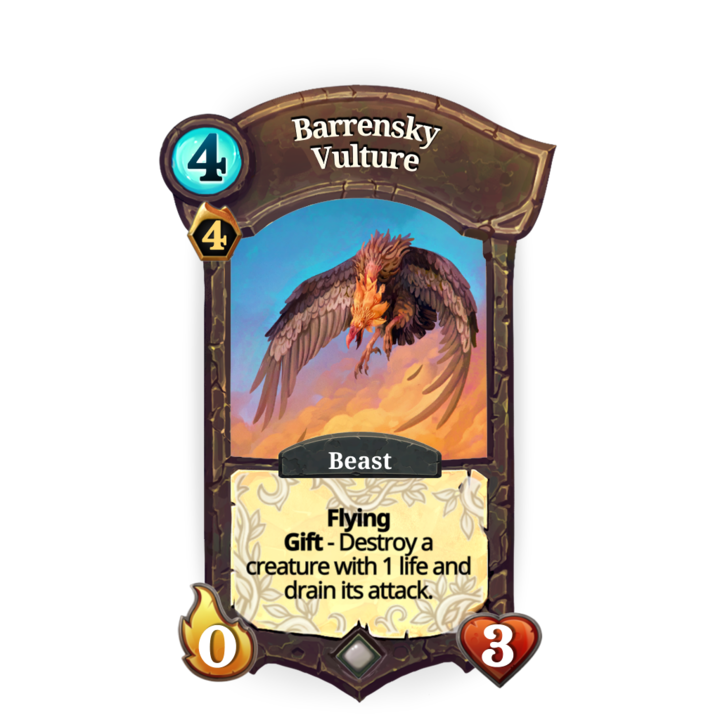 Barrensky
Vulture
4
4
Beast
Flying
Gift - Destroy a
creature with 1 life and
drain its attack.
0
3